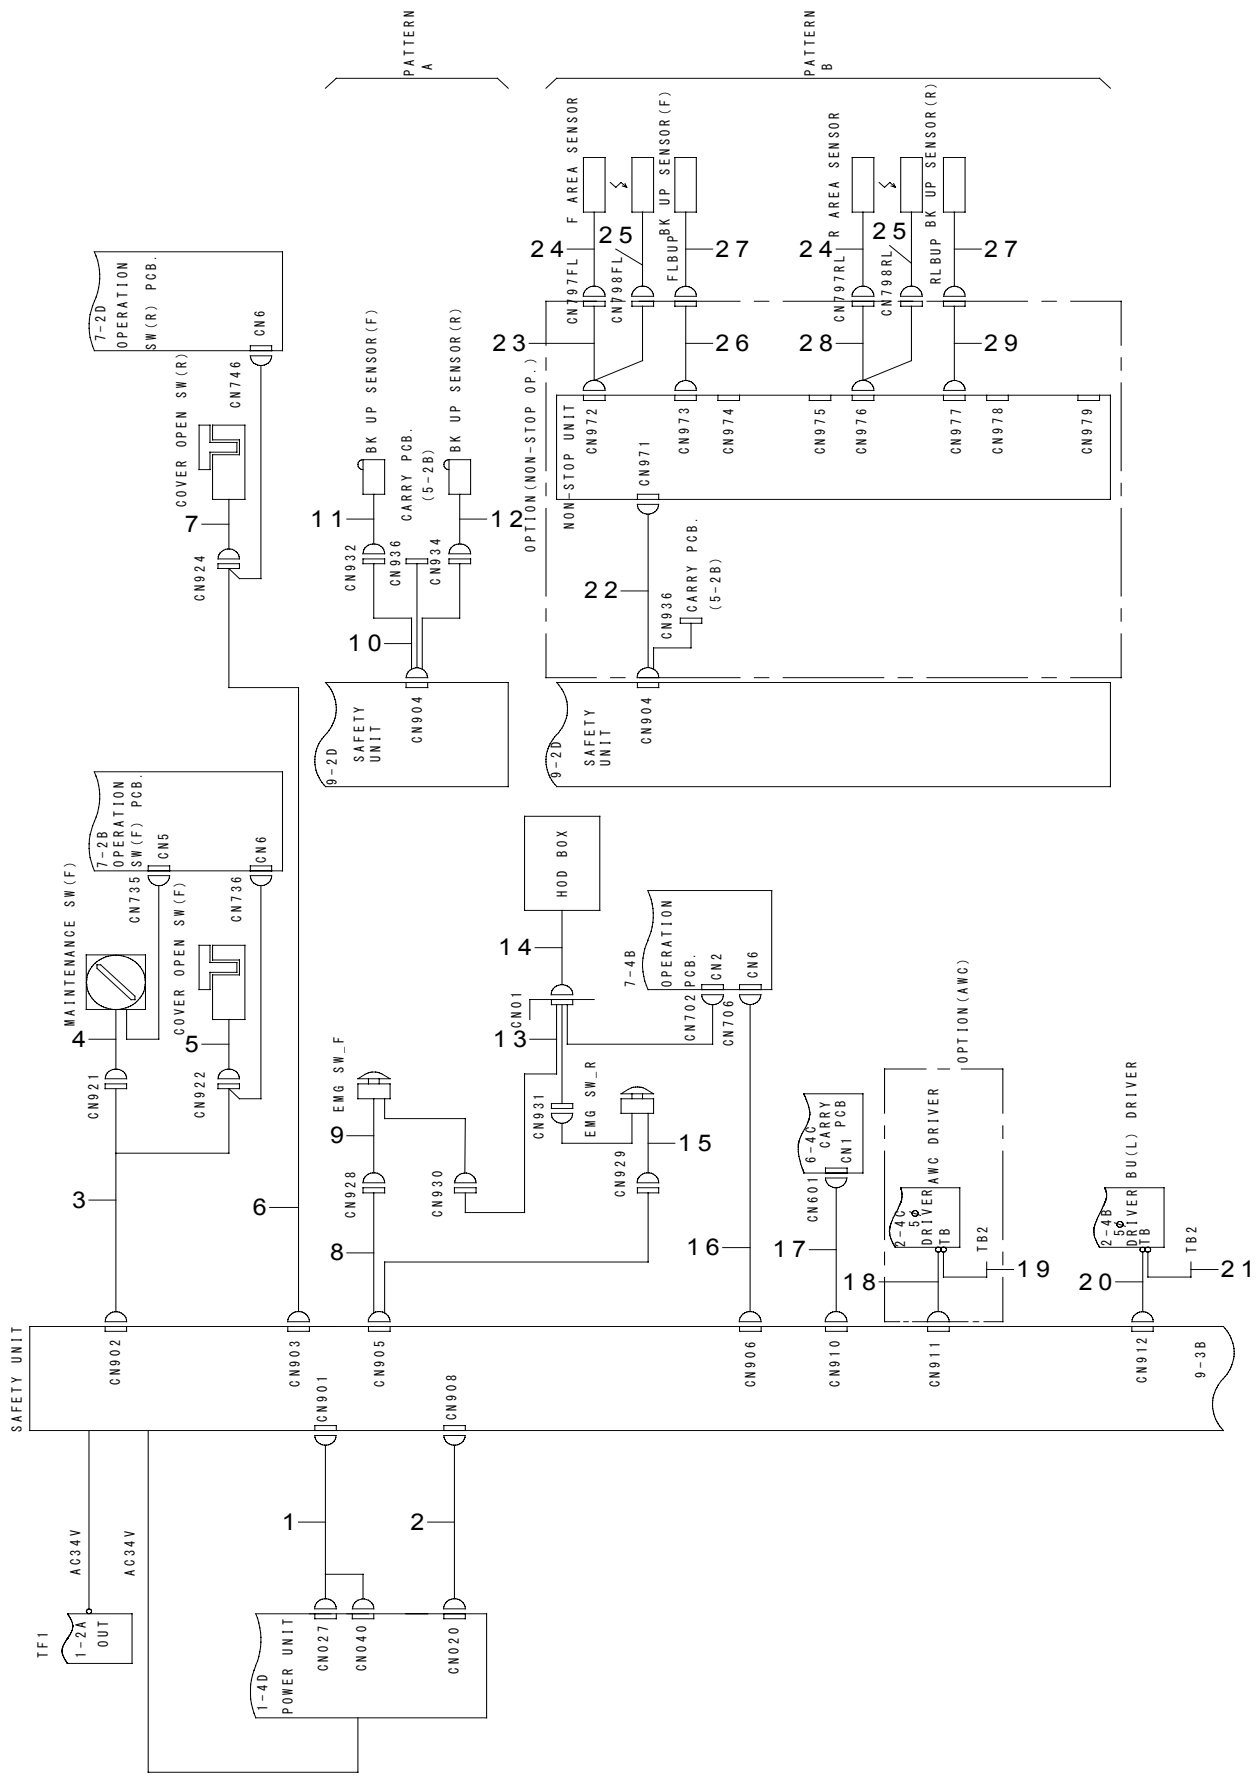 SAFETY UNIT
TF1
1-2A
OUT
AC34V
AC34V
1-4D
POWER UNIT
CN027
CN040
CN020
1
2
CN901
CN908
CN902
CN903
CN905
CN906
CN910
CN911
CN912
9-3B
3
CN921
4
MAINTENANCE SW(F)
CN735
CN5
7-2B
OPERATION
SW(F) PCB.
CN922
5
COVER OPEN SW(F)
CN736
CN6
6
CN924
7
COVER OPEN SW(R)
CN746
CN6
7-2D
OPERATION
SW(R) PCB.
8
CN928
9
EMG SW_F
CN930
CN931
13
CN01
14
HOD BOX
EMG SW_R
CN929
15
16
CN702
CN706
CN2
CN6
7-4B
OPERATION
PCB.
17
CN601
6-4C
CARRY
CN1 PCB
18
19
TB2
2-4C
5φ
DRIVER
TB
AWC DRIVER
OPTION(AWC)
20
21
TB2
2-4B
5φ
DRIVER
TB
BU(L) DRIVER
PATTERN
A
9-2D
SAFETY
UNIT
CN904
10
CN932
11
BK UP SENSOR(F)
CN936
CARRY PCB.
(5-2B)
CN934
12
BK UP SENSOR(R)
PATTERN
B
9-2D
SAFETY
UNIT
CN904
22
CN936
CARRY PCB.
(5-2B)
OPTION(NON-STOP OP.)
NON-STOP UNIT
CN971
CN972
CN973
CN974
CN975
CN976
CN977
CN978
CN979
23
CN797FL
24
F AREA SENSOR
CN798FL
25
26
FLBUP
27
BK UP SENSOR(F)
28
CN797RL
24
R AREA SENSOR
CN798RL
25
29
RLBUP
27
BK UP SENSOR(R)